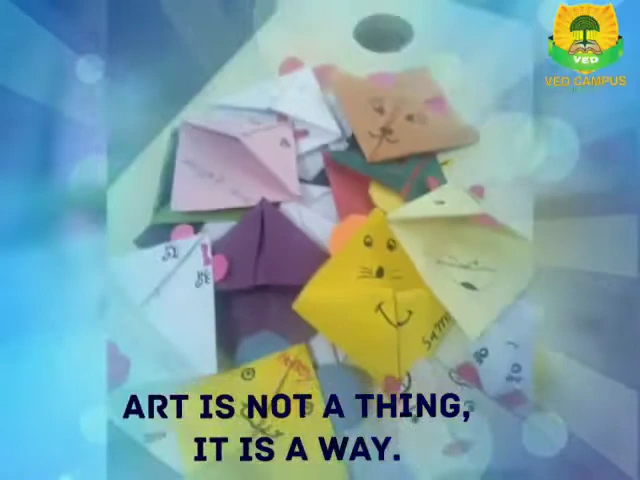 VED
VED CAMPUS
ART IS NOT A THING,
IT IS A WAY.